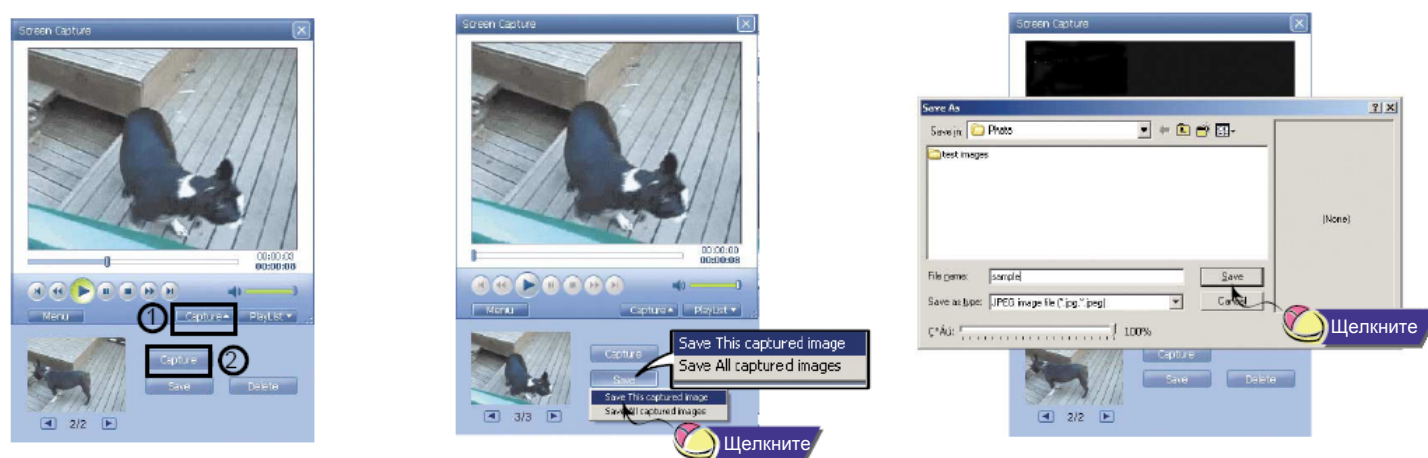 Screen Capture
00:00:00
00:00:08
1
Menu
Capture
PlayList
Capture
2
Save
Delete
2/2
Screen Capture
00:00:00
00:00:08
Menu
Capture
PlayList
Capture
Save This captured image
Save All captured images
Save
Save This captured image
Save All captured images
3/3
Щелкните
Screen Capture
Save As
Save in: Photo
test images
(None)
File name: sample
Save
Save as type: JPEG image file (*.jpg,*.jpeg)
Cancel
Ç°Áú: 100%
Щелкните
Capture
Save
Delete
2/2